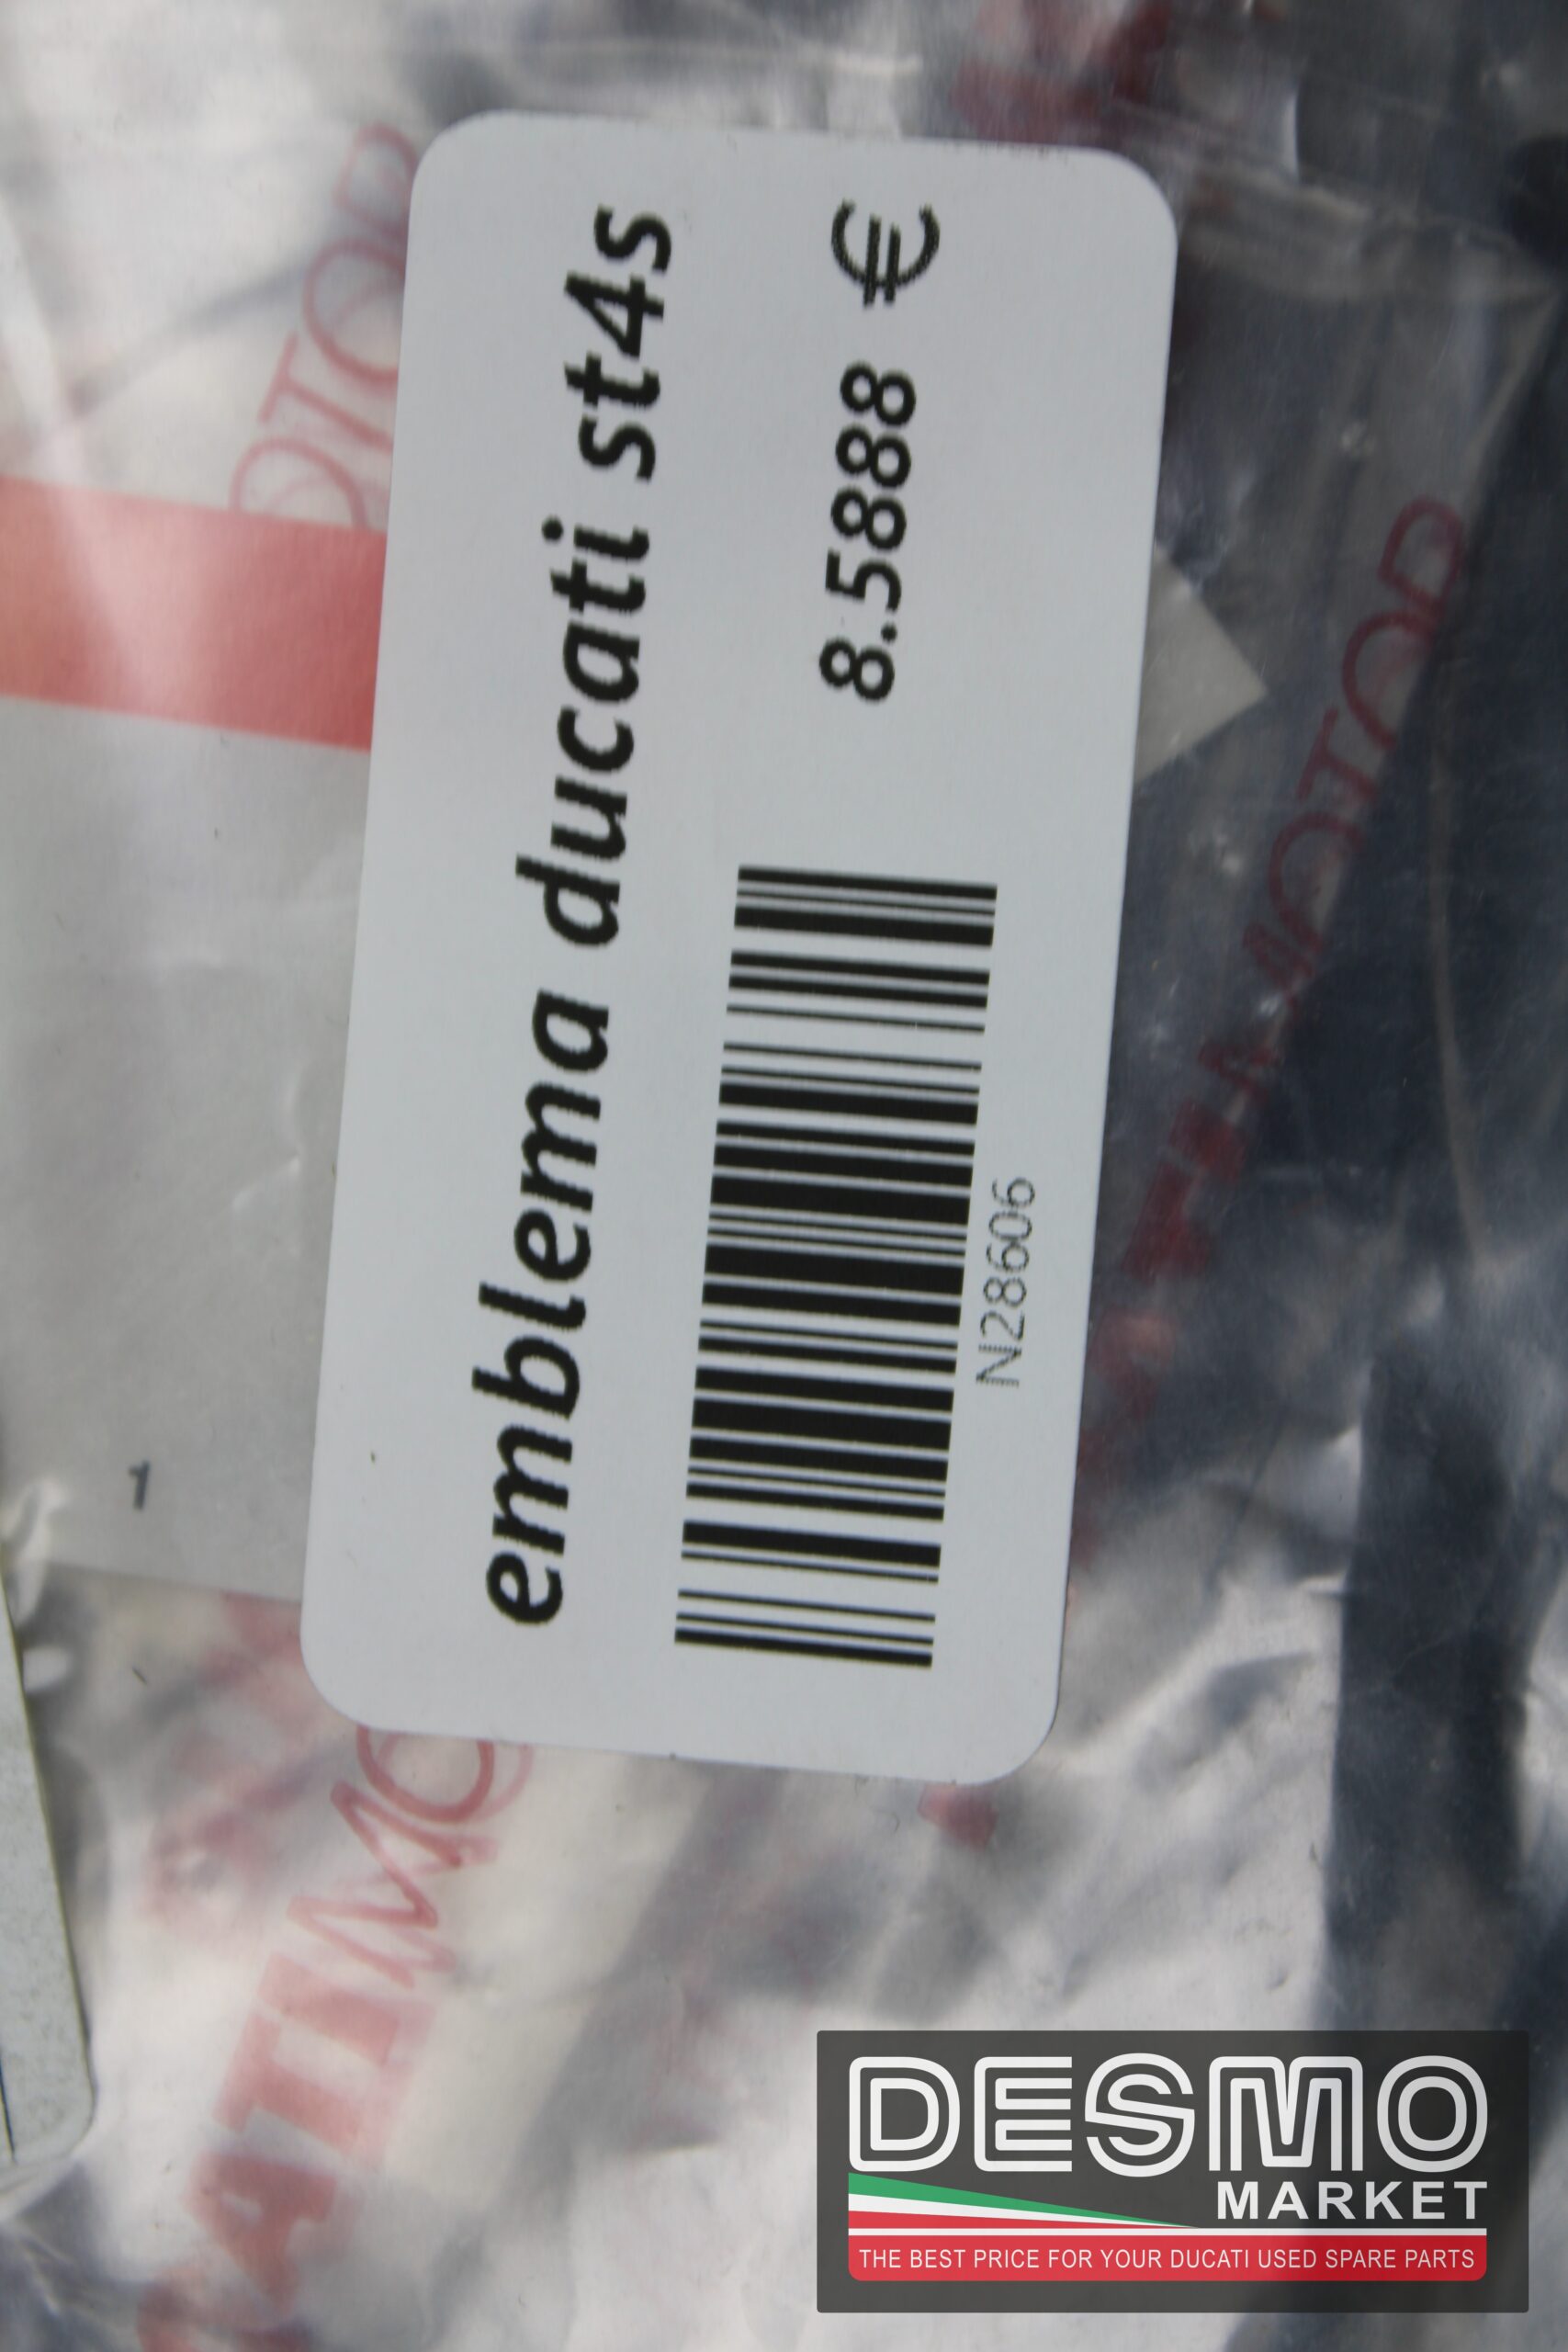 emblema ducati st4s
8.5888 €
N28606
1
DESMO
MARKET
THE BEST PRICE FOR YOUR DUCATI USED SPARE PARTS